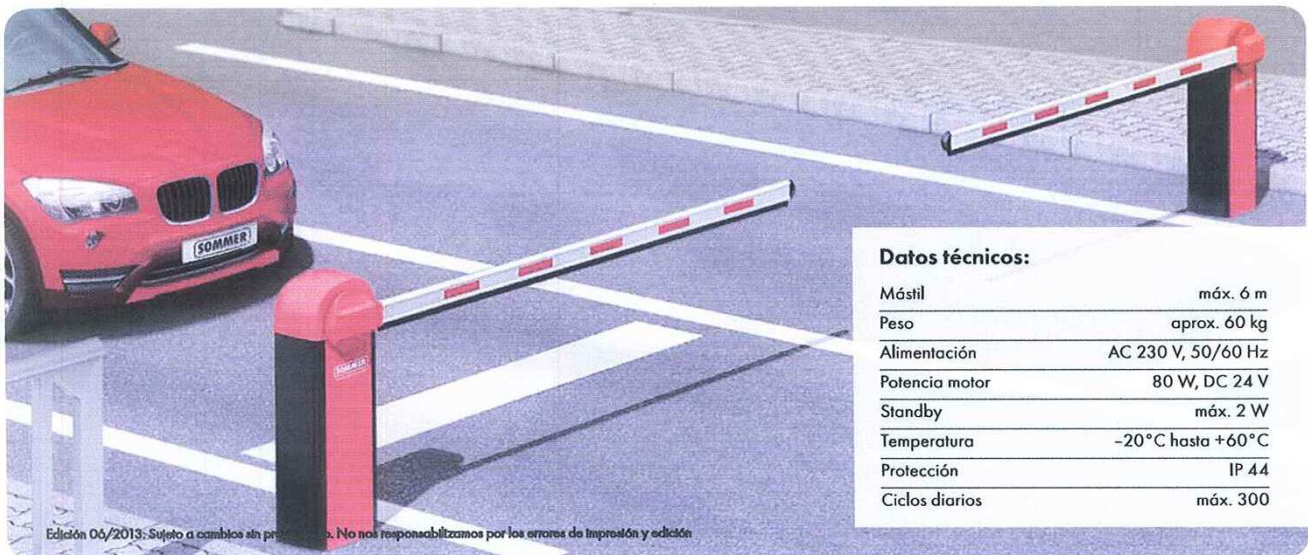 SOMMER
SOMMER
Datos técnicos:
Mástil máx. 6 m
Peso aprox. 60 kg
Alimentación AC 230 V, 50/60 Hz
Potencia motor 80 W, DC 24 V
Standby máx. 2 W
Temperatura –20°C hasta +60°C
Protección IP 44
Ciclos diarios máx. 300
Edición 06/2013. Sujeto a cambios sin No nos responsabilitzamos por los errores de impresión y edición